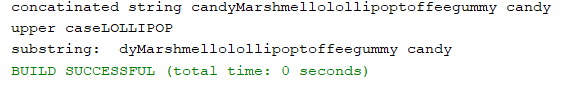 concatinated string candyMarshmellolollipoptoffeegummy candy
upper caseLOLLIPOP
substring:  dyMarshmellolollipoptoffeegummy candy
BUILD SUCCESSFUL (total time: 0 seconds)